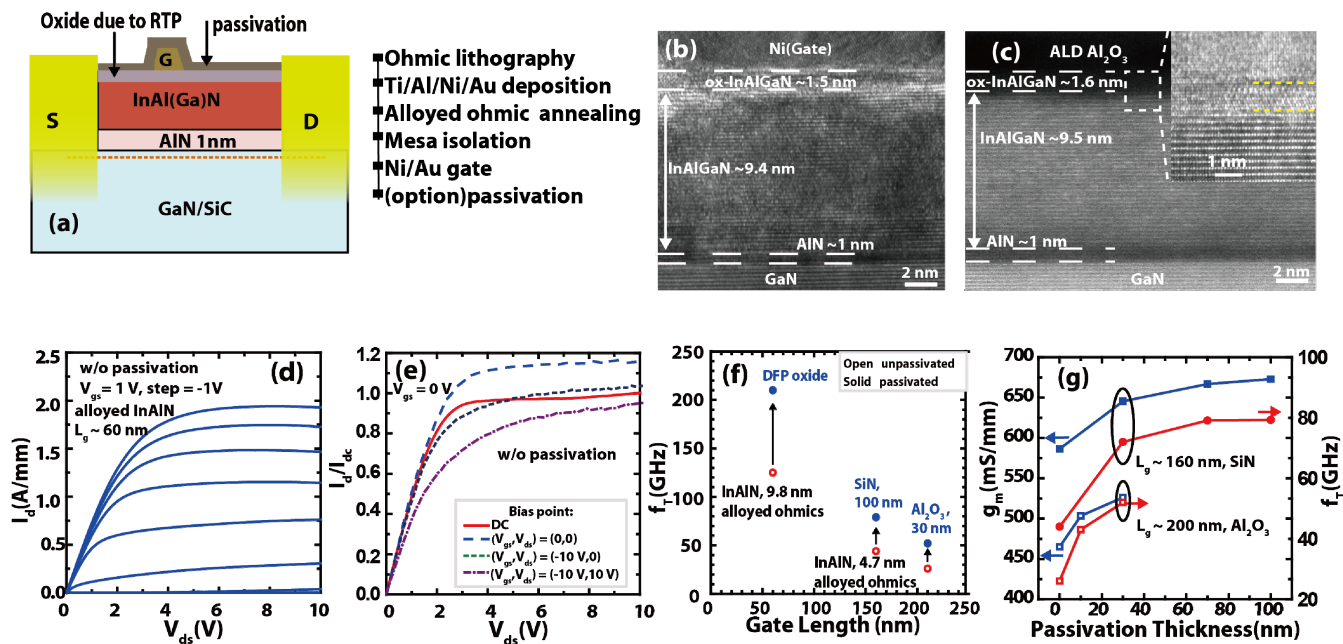 Oxide due to RTP
passivation
G
InAl(Ga)N
S
D
AlN 1nm
(a)
GaN/SiC
Ohmic lithography
Ti/Al/Ni/Au deposition
Alloyed ohmic annealing
Mesa isolation
Ni/Au gate
(option)passivation
(b)
Ni(Gate)
ox-InAlGaN ~1.5 nm
InAlGaN ~9.4 nm
AlN ~1 nm
GaN
2 nm
(c)
ALD Al₂O₃
ox-InAlGaN ~1.6 nm
InAlGaN ~9.5 nm
1 nm
AlN ~1 nm
GaN
2 nm
(d)
w/o passivation
Vgs = 1 V, step = -1V
alloyed InAlN
Lg ~ 60 nm
Id(A/mm)
2.5
2.0
1.5
1.0
0.5
0.0
0 2 4 6 8 10
Vds(V)
(e)
Vgs = 0 V
w/o passivation
Id/Idc
1.2
1.0
0.8
0.6
0.4
0.2
0.0
Bias point:
DC
(Vgs,Vds) = (0,0)
(Vgs,Vds) = (-10 V,0)
(Vgs,Vds) = (-10 V,10 V)
0 2 4 6 8 10
Vds(V)
(f)
Open unpassivated
Solid passivated
DFP oxide
InAlN, 9.8 nm
alloyed ohmics
SiN,
100 nm
Al₂O₃,
30 nm
InAlN, 4.7 nm
alloyed ohmics
fT(GHz)
250
225
200
175
150
125
100
75
50
25
0
0 50 100 150 200 250
Gate Length (nm)
(g)
Lg ~ 160 nm, SiN
Lg ~ 200 nm, Al₂O₃
gm(mS/mm)
700
650
600
550
500
450
400
fT(GHz)
100
80
60
40
20
0 20 40 60 80 100
Passivation Thickness(nm)